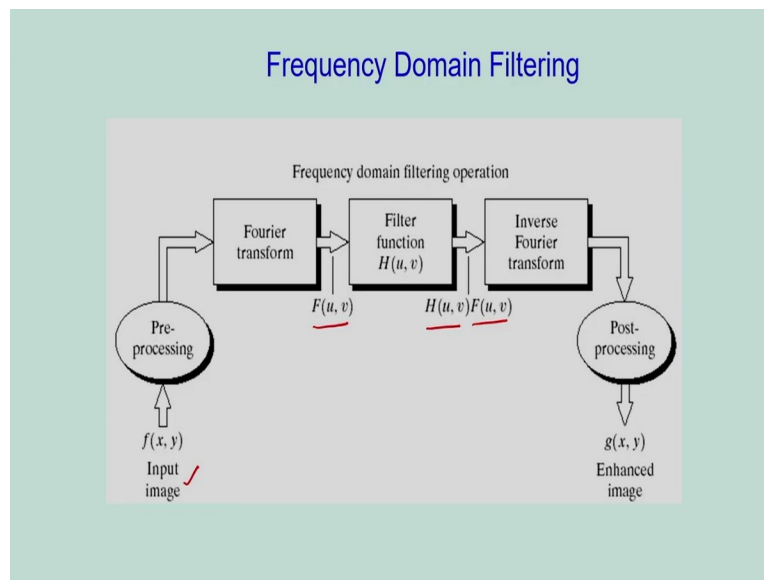 Frequency Domain Filtering
Frequency domain filtering operation
Fourier
transform
Filter
function
H(u, v)
Inverse
Fourier
transform
F(u, v)
H(u, v)F(u, v)
Pre-
processing
Post-
processing
f(x, y)
Input
image
g(x, y)
Enhanced
image